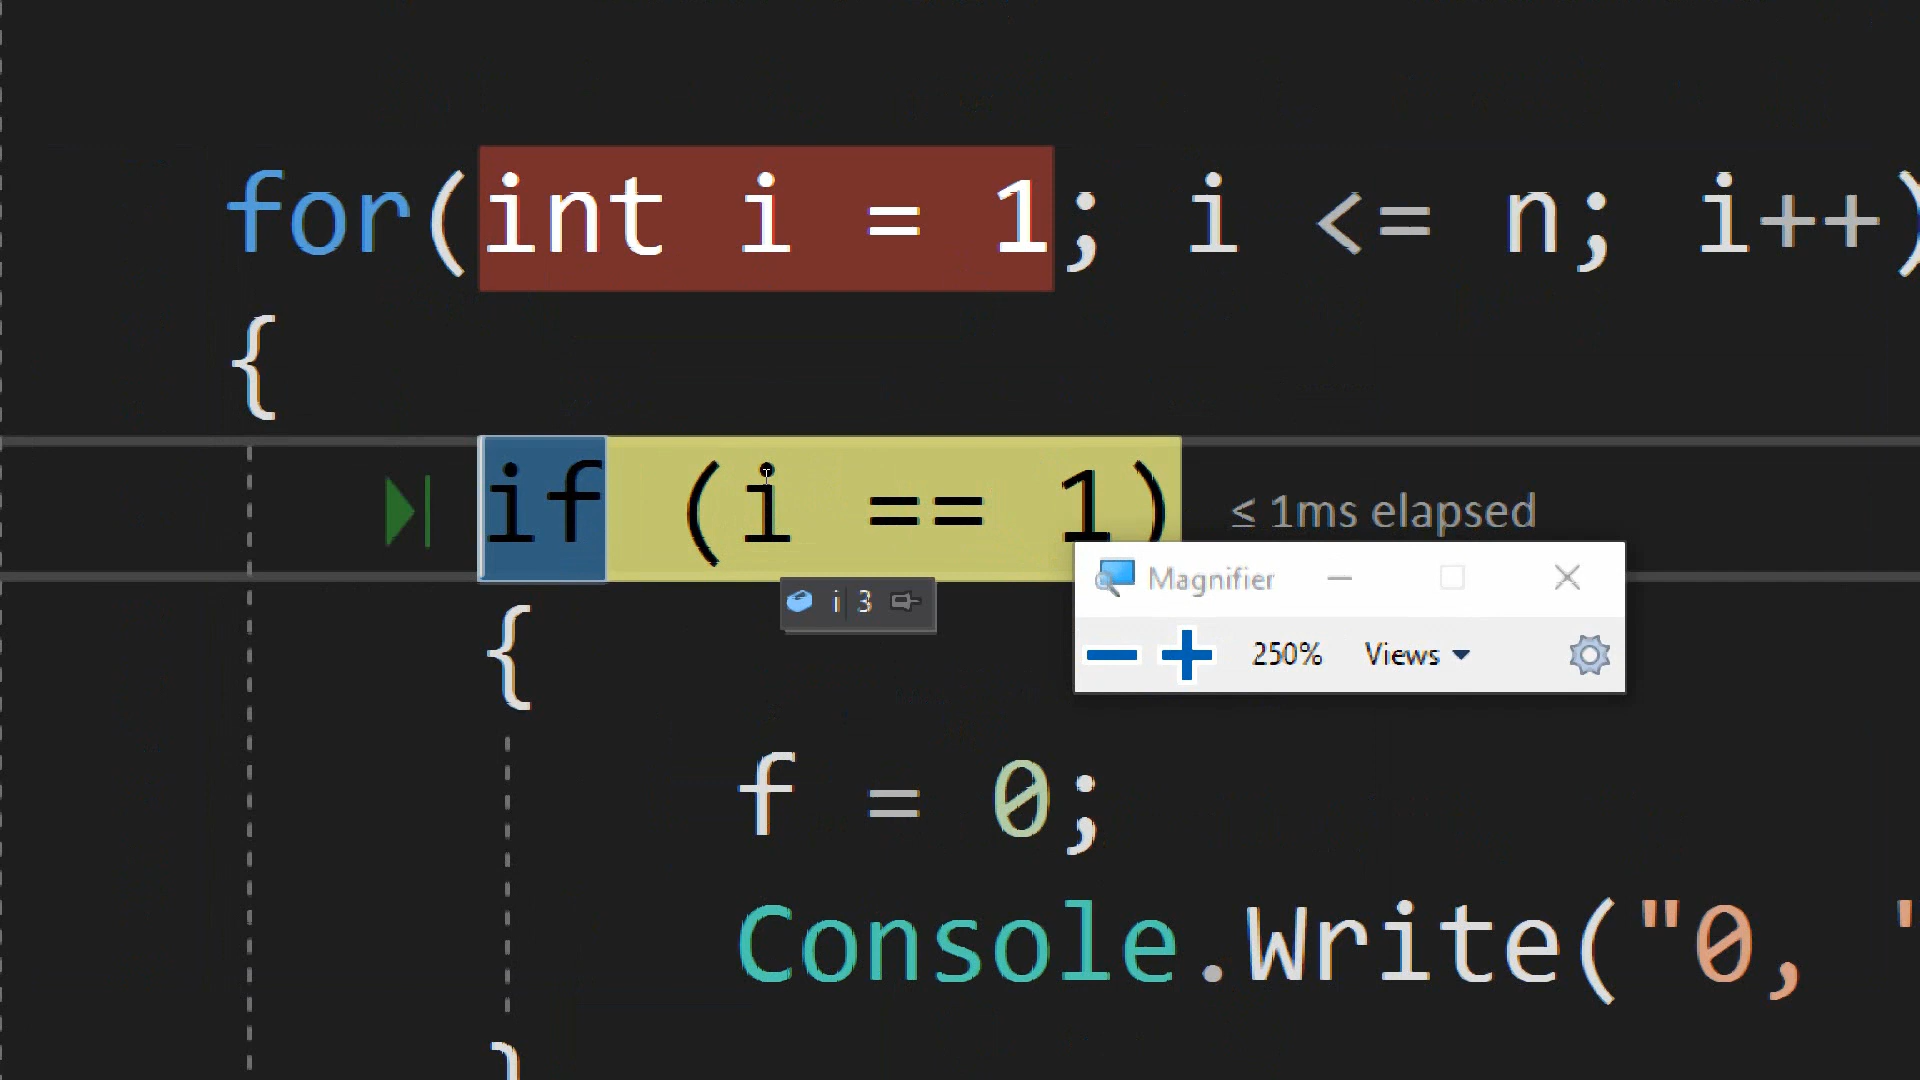 for(int i = 1; i <= n; i++)
{
if (i == 1)
≤ 1ms elapsed
i 3
Magnifier
250% Views
{
f = 0;
Console.Write("0, "
}